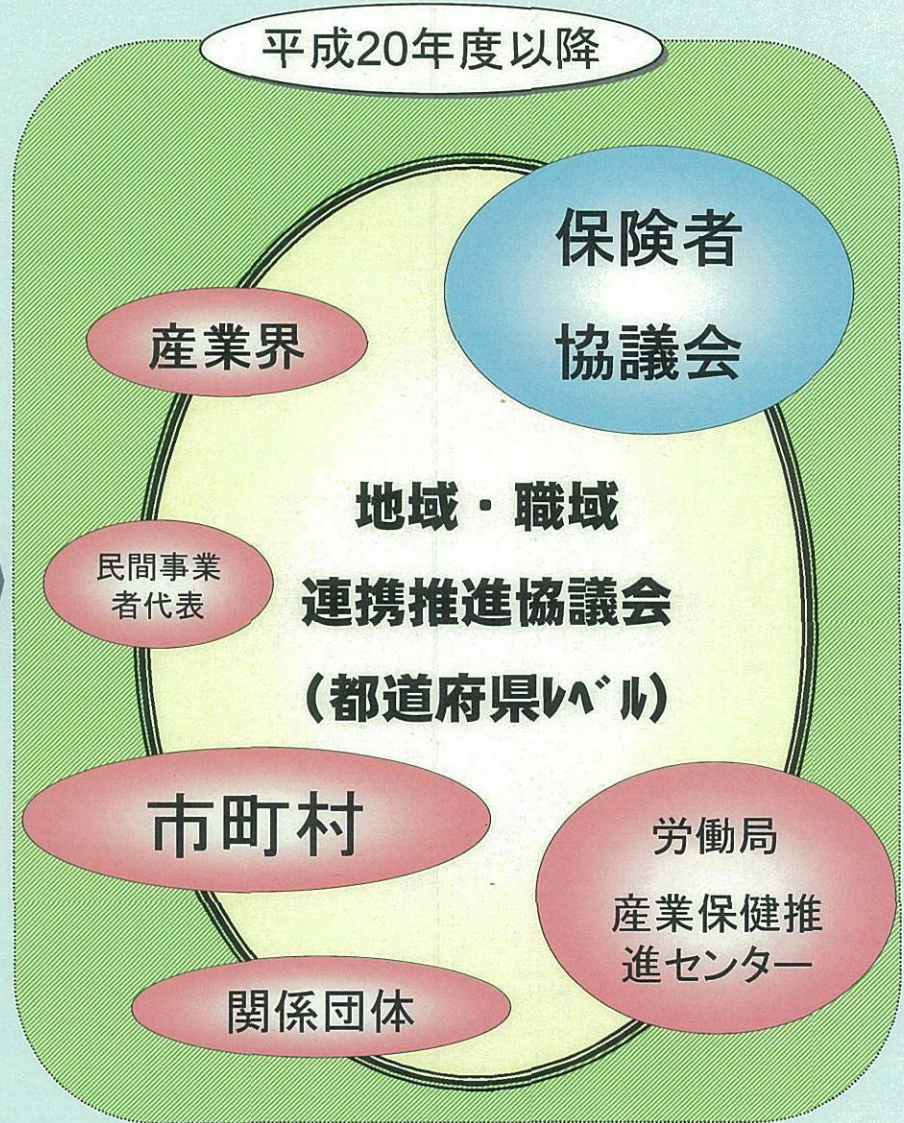 平成20年度以降
保険者
協議会
産業界
地域・職域
連携推進協議会
(都道府県ﾚﾍﾞﾙ)
民間事業
者代表
市町村
労働局
産業保健推
進センター
関係団体